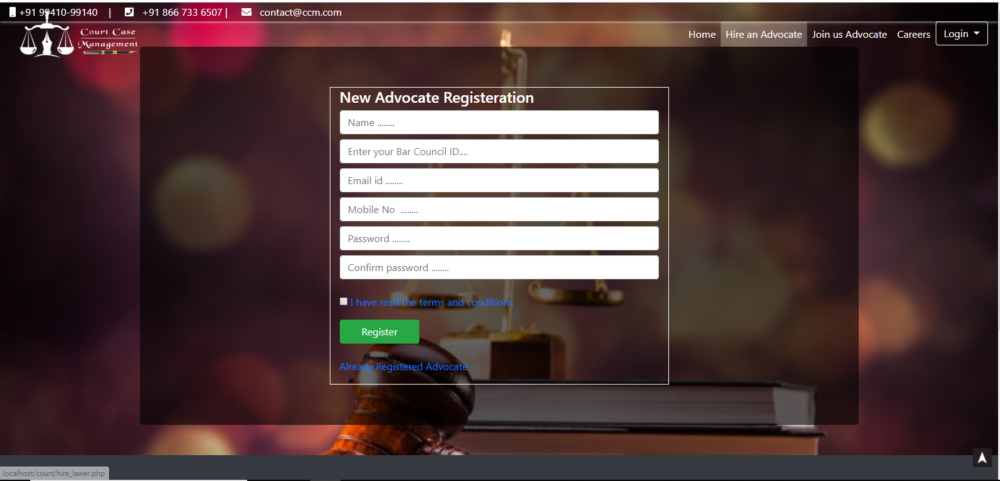 +91 99410-99140 | +91 866 733 6507 | contact@ccm.com
Court Case
Management
Home Hire an Advocate Join us Advocate Careers Login
New Advocate Registeration
Name ........
Enter your Bar Council ID....
Email id ........
Mobile No ........
Password ........
Confirm password ........
I have read the terms and conditions
Register
Already Registered Advocate
localhost/court/hire_lawer.php